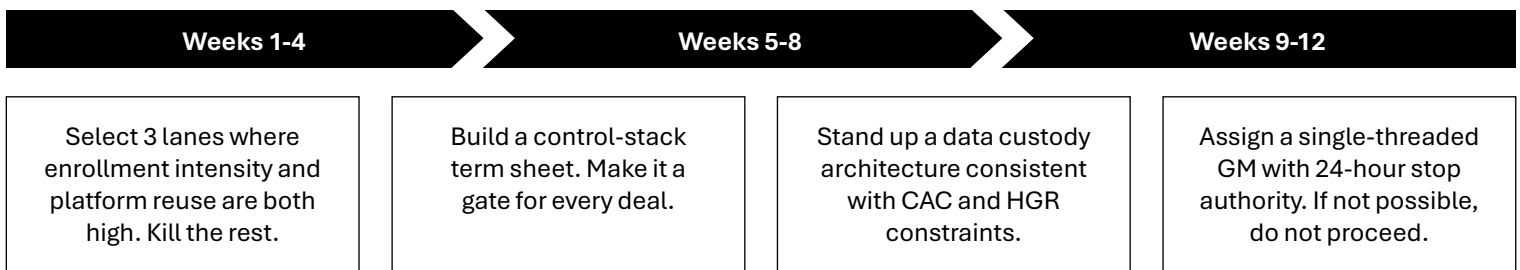 Weeks 1-4
Weeks 5-8
Weeks 9-12
Select 3 lanes where
enrollment intensity and
platform reuse are both
high. Kill the rest.
Build a control-stack
term sheet. Make it a
gate for every deal.
Stand up a data custody
architecture consistent
with CAC and HGR
constraints.
Assign a single-threaded
GM with 24-hour stop
authority. If not possible,
do not proceed.